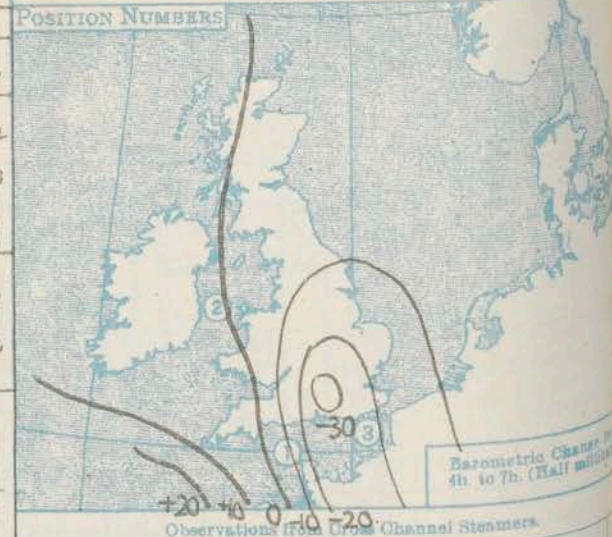 POSITION NUMBERS
2
-30
3
1
Barometric Change
4h to 7h. (Half
+20 +10 0 -10 -20.
Observations from Cross Channel Steamers.